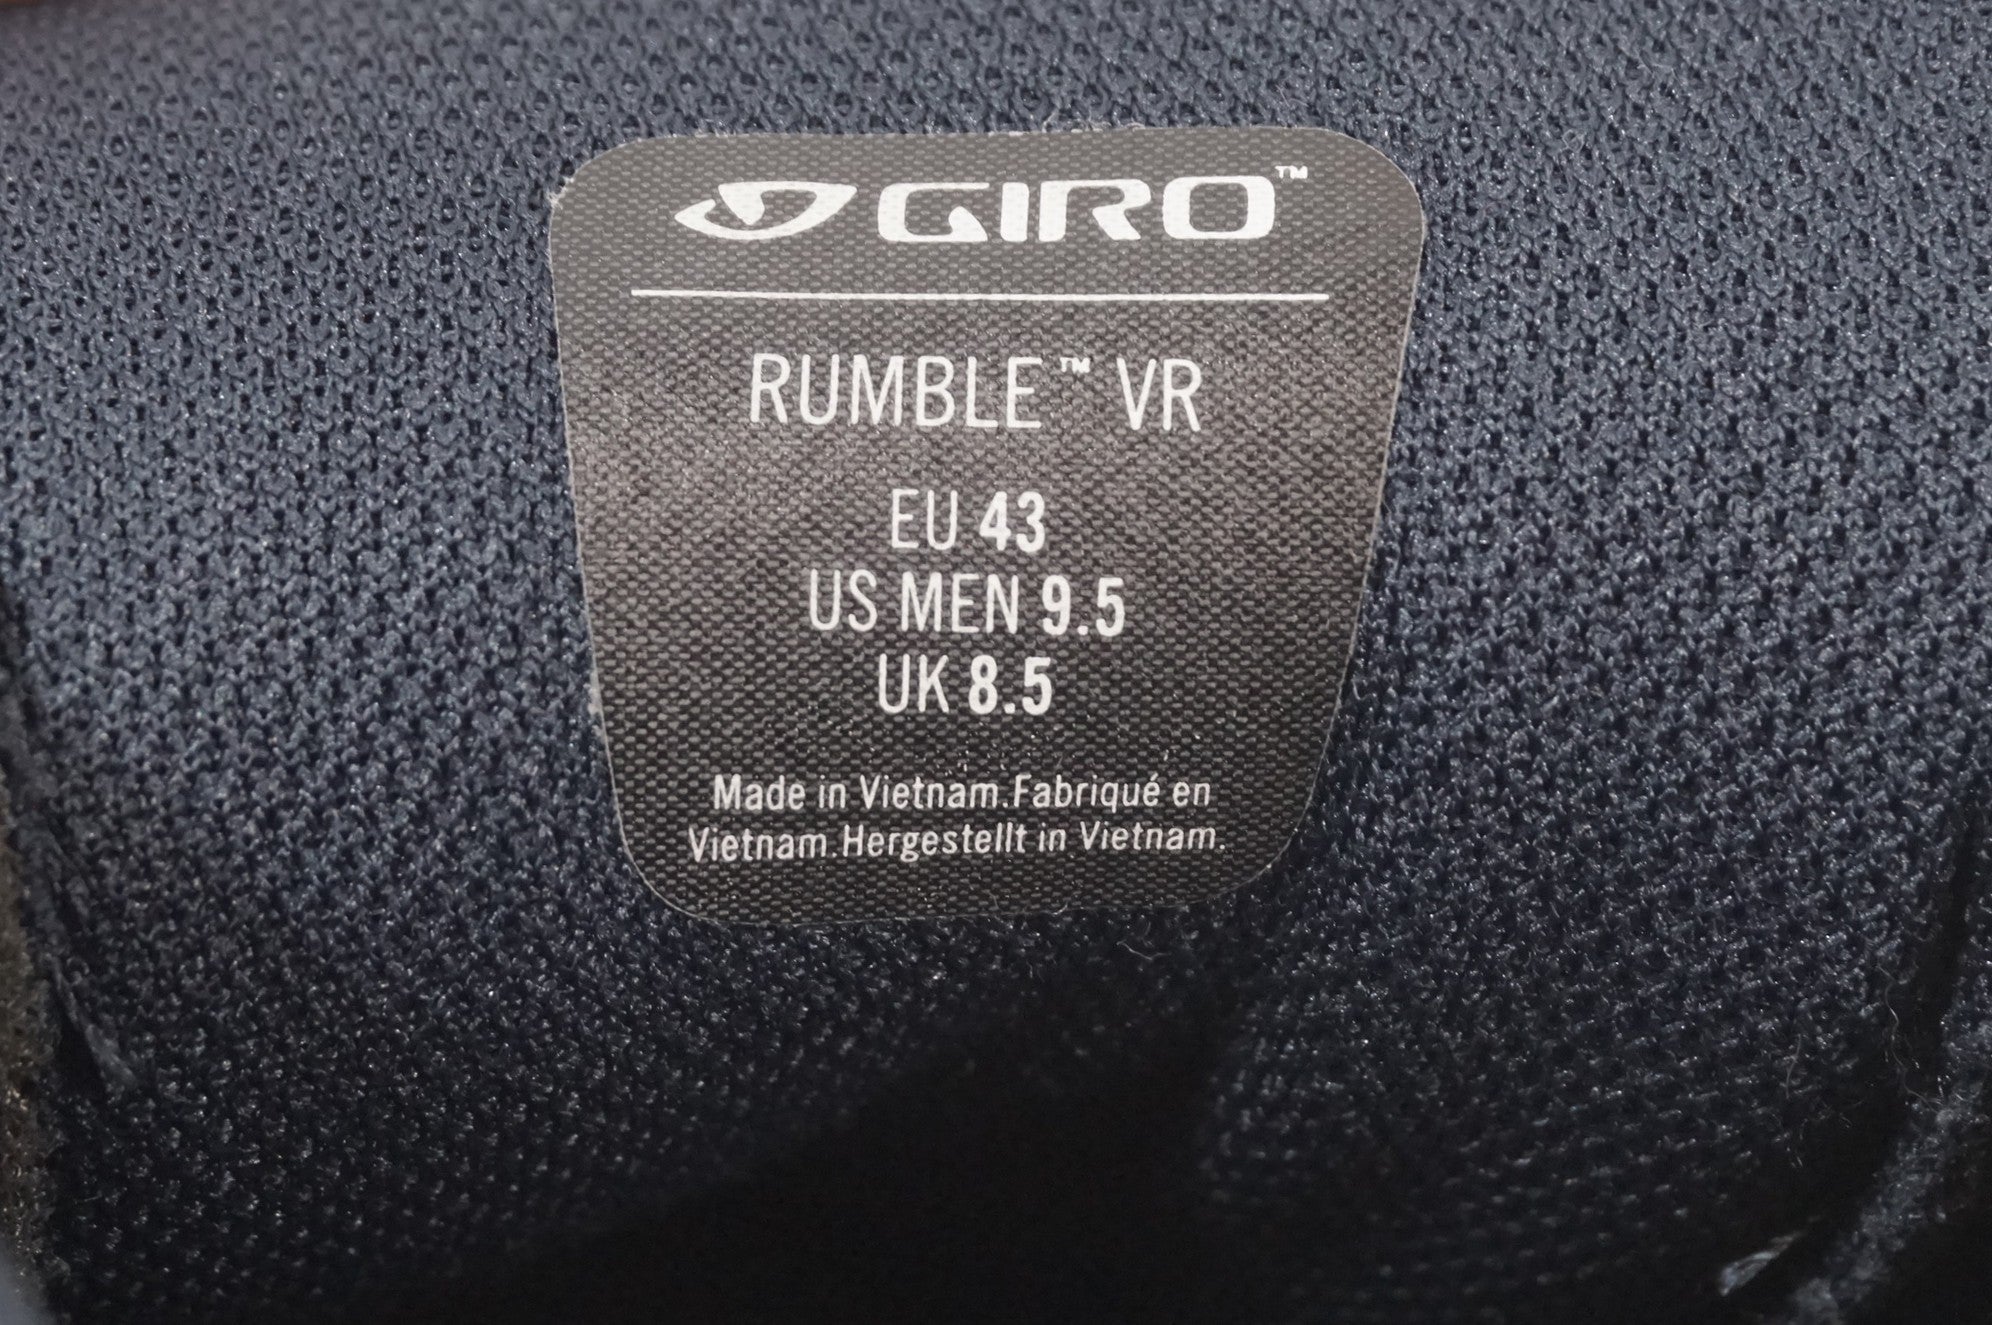 GIRO™
RUMBLE™ VR
EU 43
US MEN 9.5
UK 8.5
Made in Vietnam.Fabriqué en
Vietnam.Hergestellt in Vietnam.